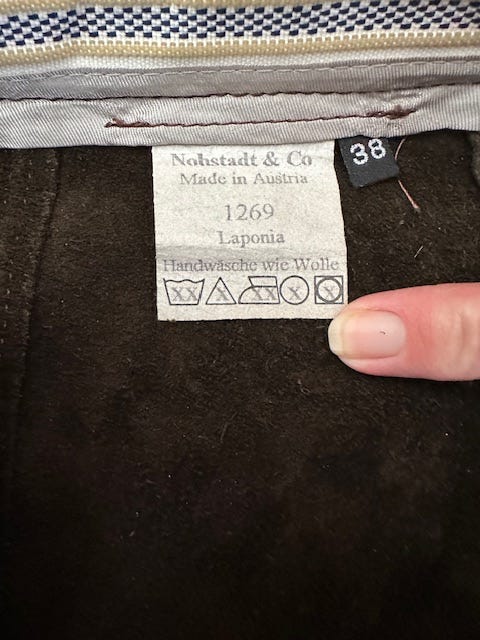 Nohstadt & Co
Made in Austria
1269
Laponia
Handwäsche wie Wolle
38